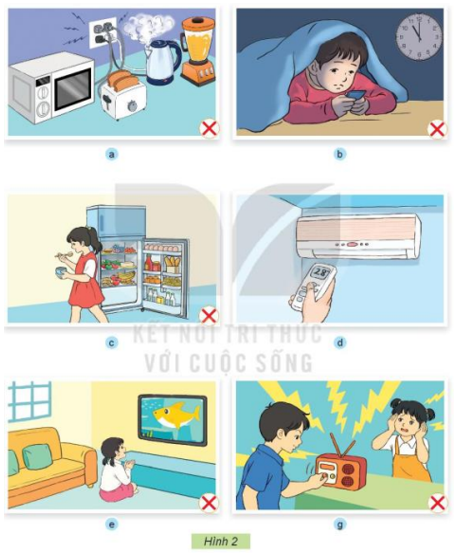 a
b
KẾT NỐI TRI THỨC
c
d
VỚI CUỘC SỐNG
e
g
Hình 2